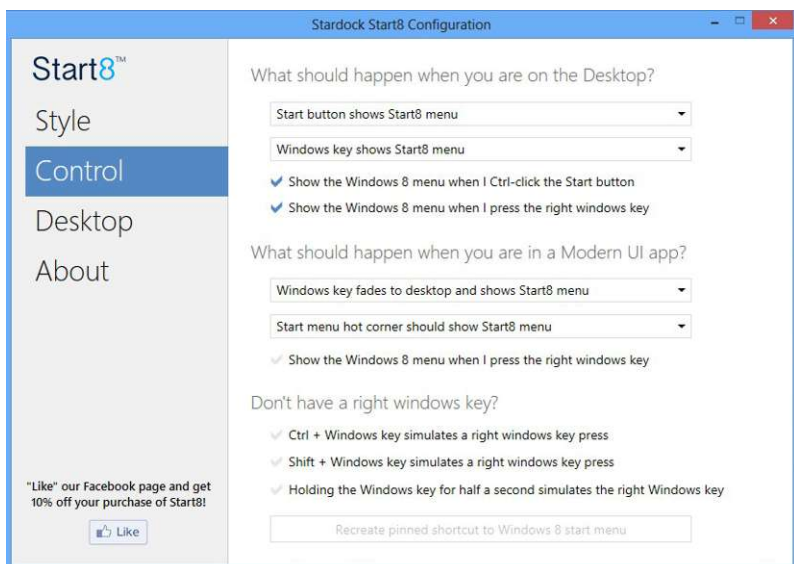 Stardock Start8 Configuration
Start8™
Style
Control
Desktop
About
"Like" our Facebook page and get
10% off your purchase of Start8!
Like
What should happen when you are on the Desktop?
Start button shows Start8 menu
Windows key shows Start8 menu
Show the Windows 8 menu when I Ctrl-click the Start button
Show the Windows 8 menu when I press the right windows key
What should happen when you are in a Modern UI app?
Windows key fades to desktop and shows Start8 menu
Start menu hot corner should show Start8 menu
Show the Windows 8 menu when I press the right windows key
Don't have a right windows key?
Ctrl + Windows key simulates a right windows key press
Shift + Windows key simulates a right windows key press
Holding the Windows key for half a second simulates the right Windows key
Recreate pinned shortcut to Windows 8 start menu